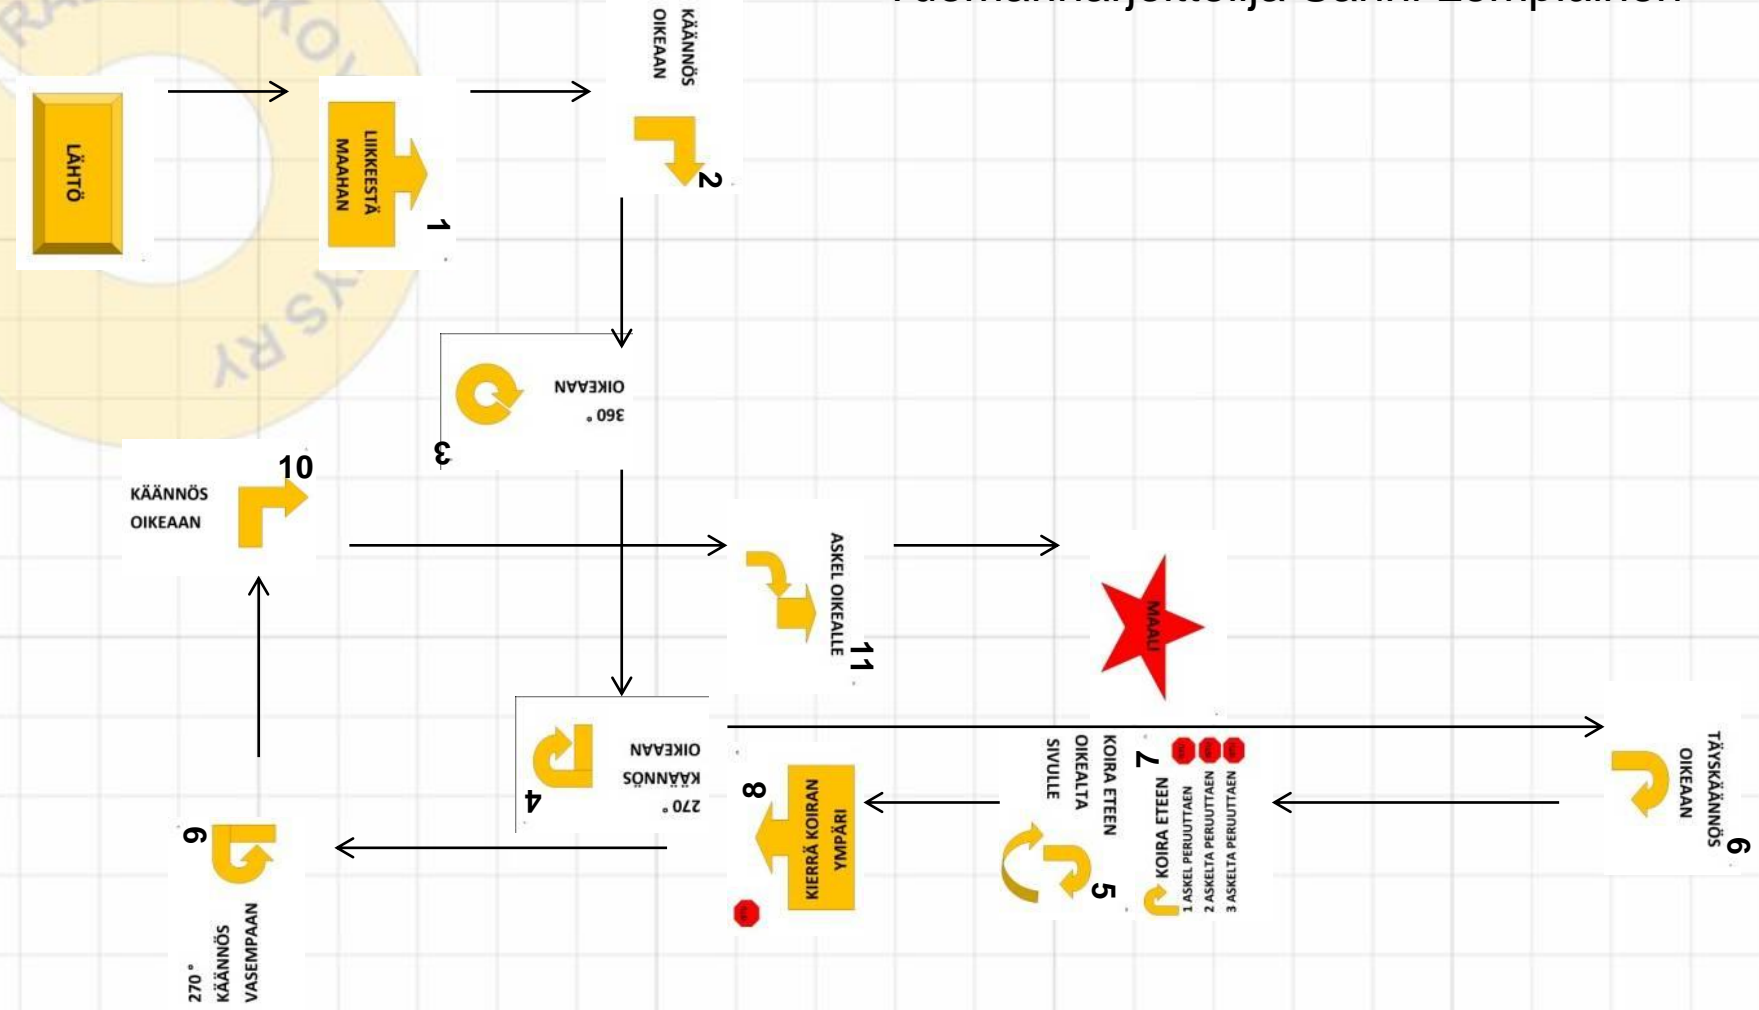 LÄHTÖ
LIIKKEESTÄ
MAAHAN
1
KÄÄNNÖS
OIKEAAN
2
360°
OIKEAAN
3
270°
KÄÄNNÖS
OIKEAAN
4
KOIRA ETEEN
OIKEALTA
SIVULLE
5
TÄYSKÄÄNNÖS
OIKEAAN
6
7
KOIRA ETEEN
1 ASKEL PERUUTTAEN
2 ASKELTA PERUUTTAEN
3 ASKELTA PERUUTTAEN
8
KIERRÄ KOIRAN
YMPÄRI
9
270°
KÄÄNNÖS
VASEMPAAN
10
KÄÄNNÖS
OIKEAAN
ASKEL OIKEALLE
11
MAALI
YS RY